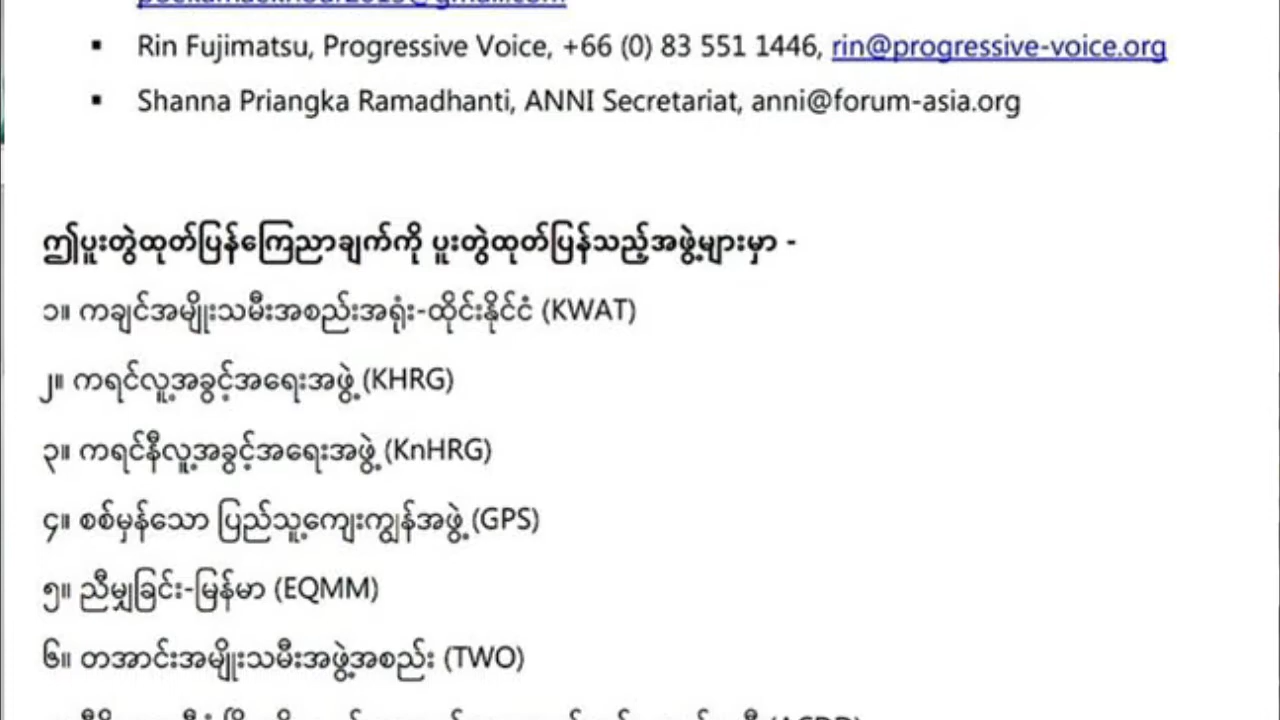 ▪ Rin Fujimatsu, Progressive Voice, +66 (0) 83 551 1446, rin@progressive-voice.org
▪ Shanna Priangka Ramadhanti, ANNI Secretariat, anni@forum-asia.org
ဤပူးတွဲထုတ်ပြန်ကြေညာချက်ကို ပူးတွဲထုတ်ပြန်သည့်အဖွဲ့များမှာ -
၁။ ကချင်အမျိုးသမီးအစည်းအရုံး-ထိုင်းနိုင်ငံ (KWAT)
၂။ ကရင်လူ့အခွင့်အရေးအဖွဲ့ (KHRG)
၃။ ကရင်နီလူ့အခွင့်အရေးအဖွဲ့ (KnHRG)
၄။ စစ်မှန်သော ပြည်သူ့ကျေးကျွန်အဖွဲ့ (GPS)
၅။ ညီမျှခြင်း-မြန်မာ (EQMM)
၆။ တအာင်းအမျိုးသမီးအဖွဲ့အစည်း (TWO)